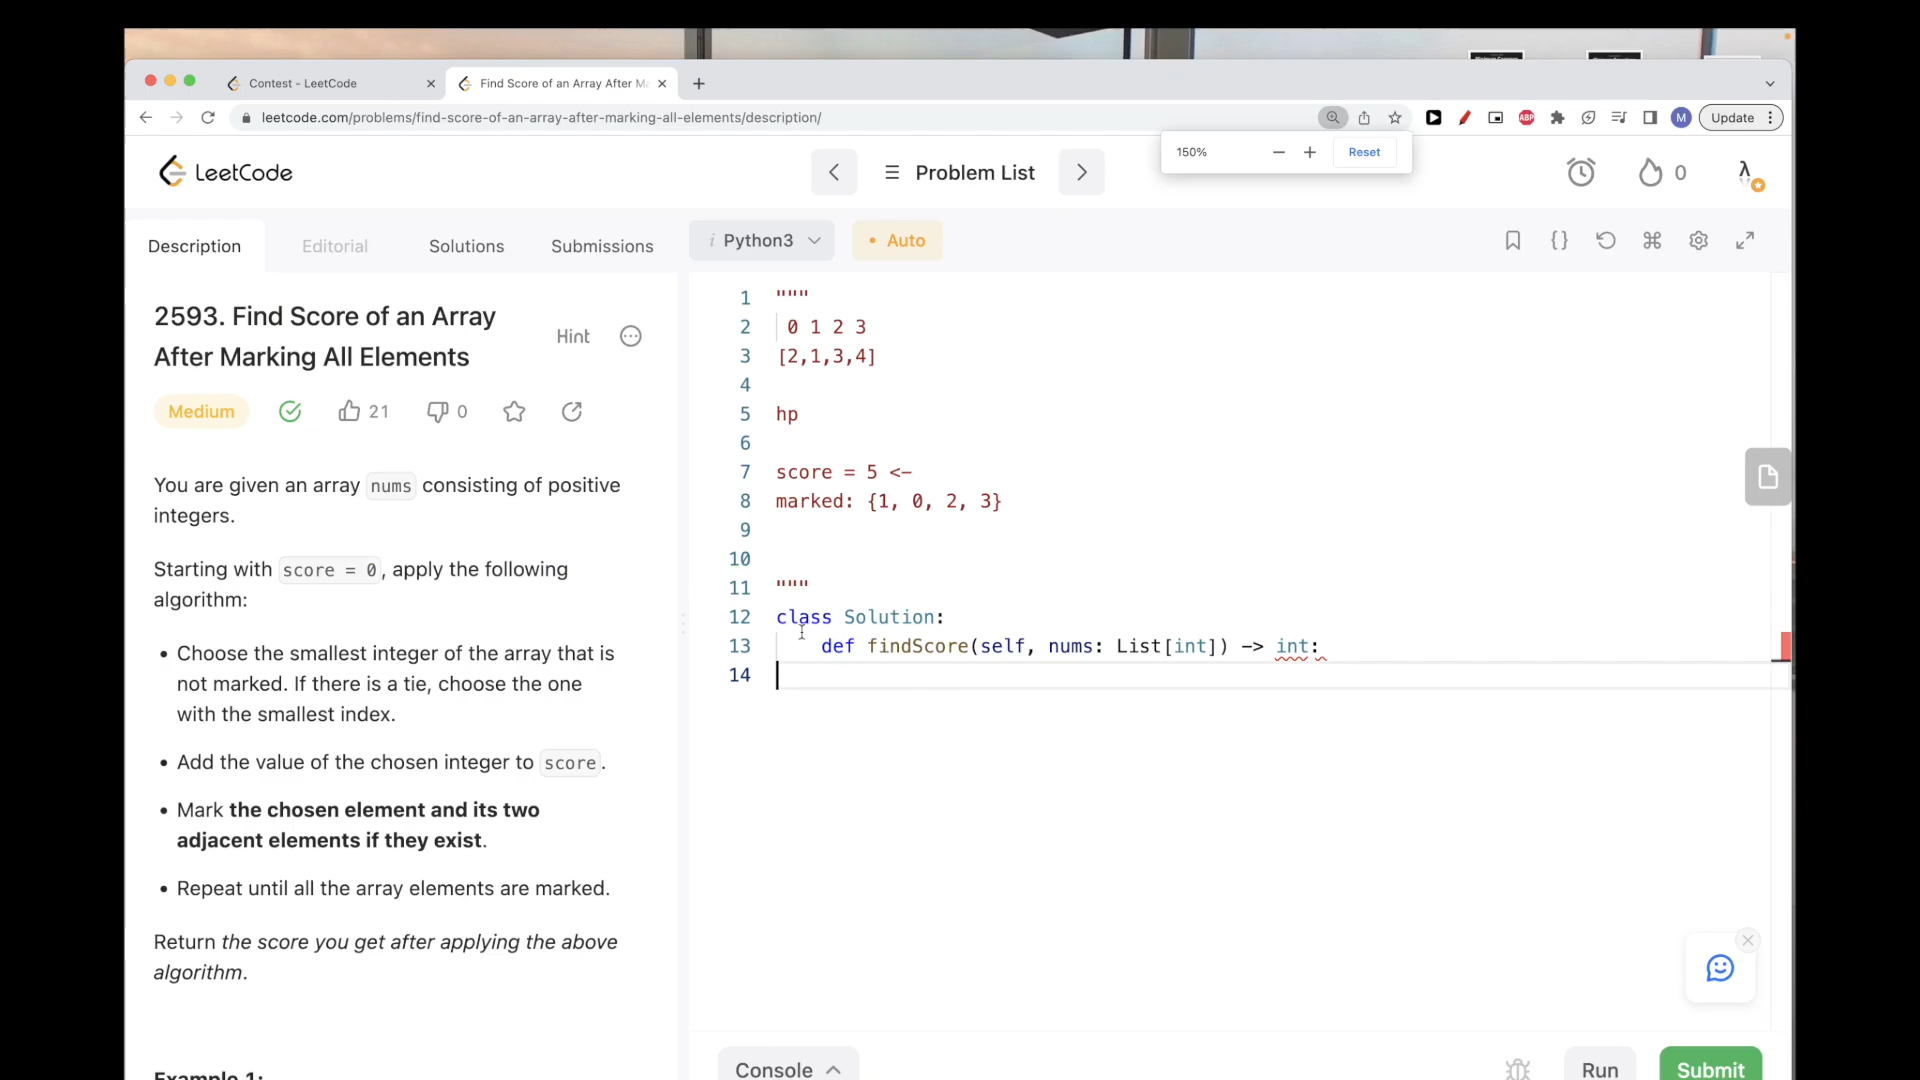 Contest - LeetCode
Find Score of an Array After M
leetcode.com/problems/find-score-of-an-array-after-marking-all-elements/description/
ABP
M
Update
150%
Reset
LeetCode
Problem List
0
Description
Editorial
Solutions
Submissions
i Python3
• Auto
2593. Find Score of an Array
After Marking All Elements
Hint
Medium
21
0
You are given an array nums consisting of positive
integers.
Starting with score = 0, apply the following
algorithm:
• Choose the smallest integer of the array that is
not marked. If there is a tie, choose the one
with the smallest index.
• Add the value of the chosen integer to score.
• Mark the chosen element and its two
adjacent elements if they exist.
• Repeat until all the array elements are marked.
Return the score you get after applying the above
algorithm.
Example 1:
1 """
2 0 1 2 3
3 [2,1,3,4]
4
5 hp
6
7 score = 5 <-
8 marked: {1, 0, 2, 3}
9
10
11 """
12 class Solution:
13 def findScore(self, nums: List[int]) -> int:
14
Console
Run
Submit